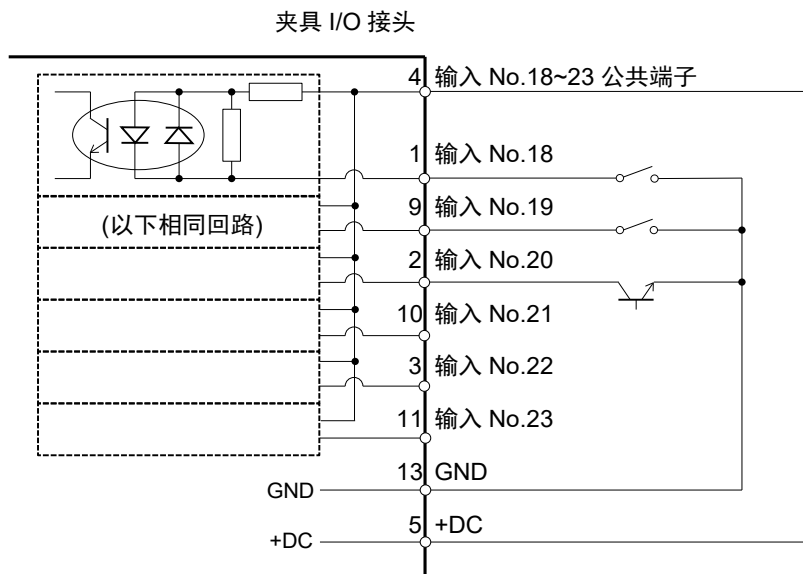 夹具 I/O 接头
4 输入 No.18~23 公共端子
1 输入 No.18
9 输入 No.19
(以下相同回路)
2 输入 No.20
10 输入 No.21
3 输入 No.22
11 输入 No.23
13 GND
GND
5 +DC
+DC